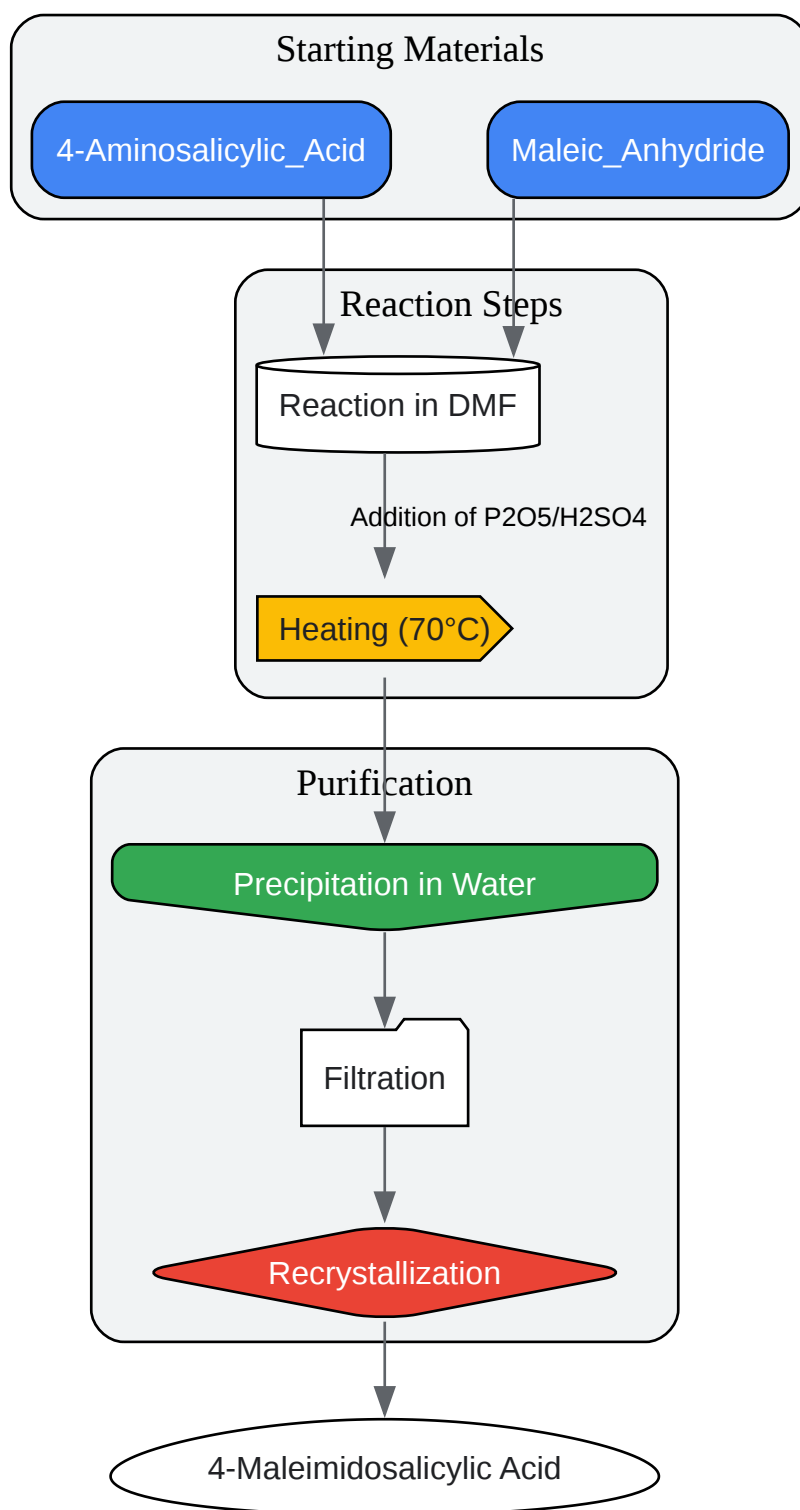 Starting Materials
4-Aminosalicylic_Acid
Maleic_Anhydride
Reaction Steps
Reaction in DMF
Addition of P2O5/H2SO4
Heating (70°C)
Purification
Precipitation in Water
Filtration
Recrystallization
4-Maleimidosalicylic Acid